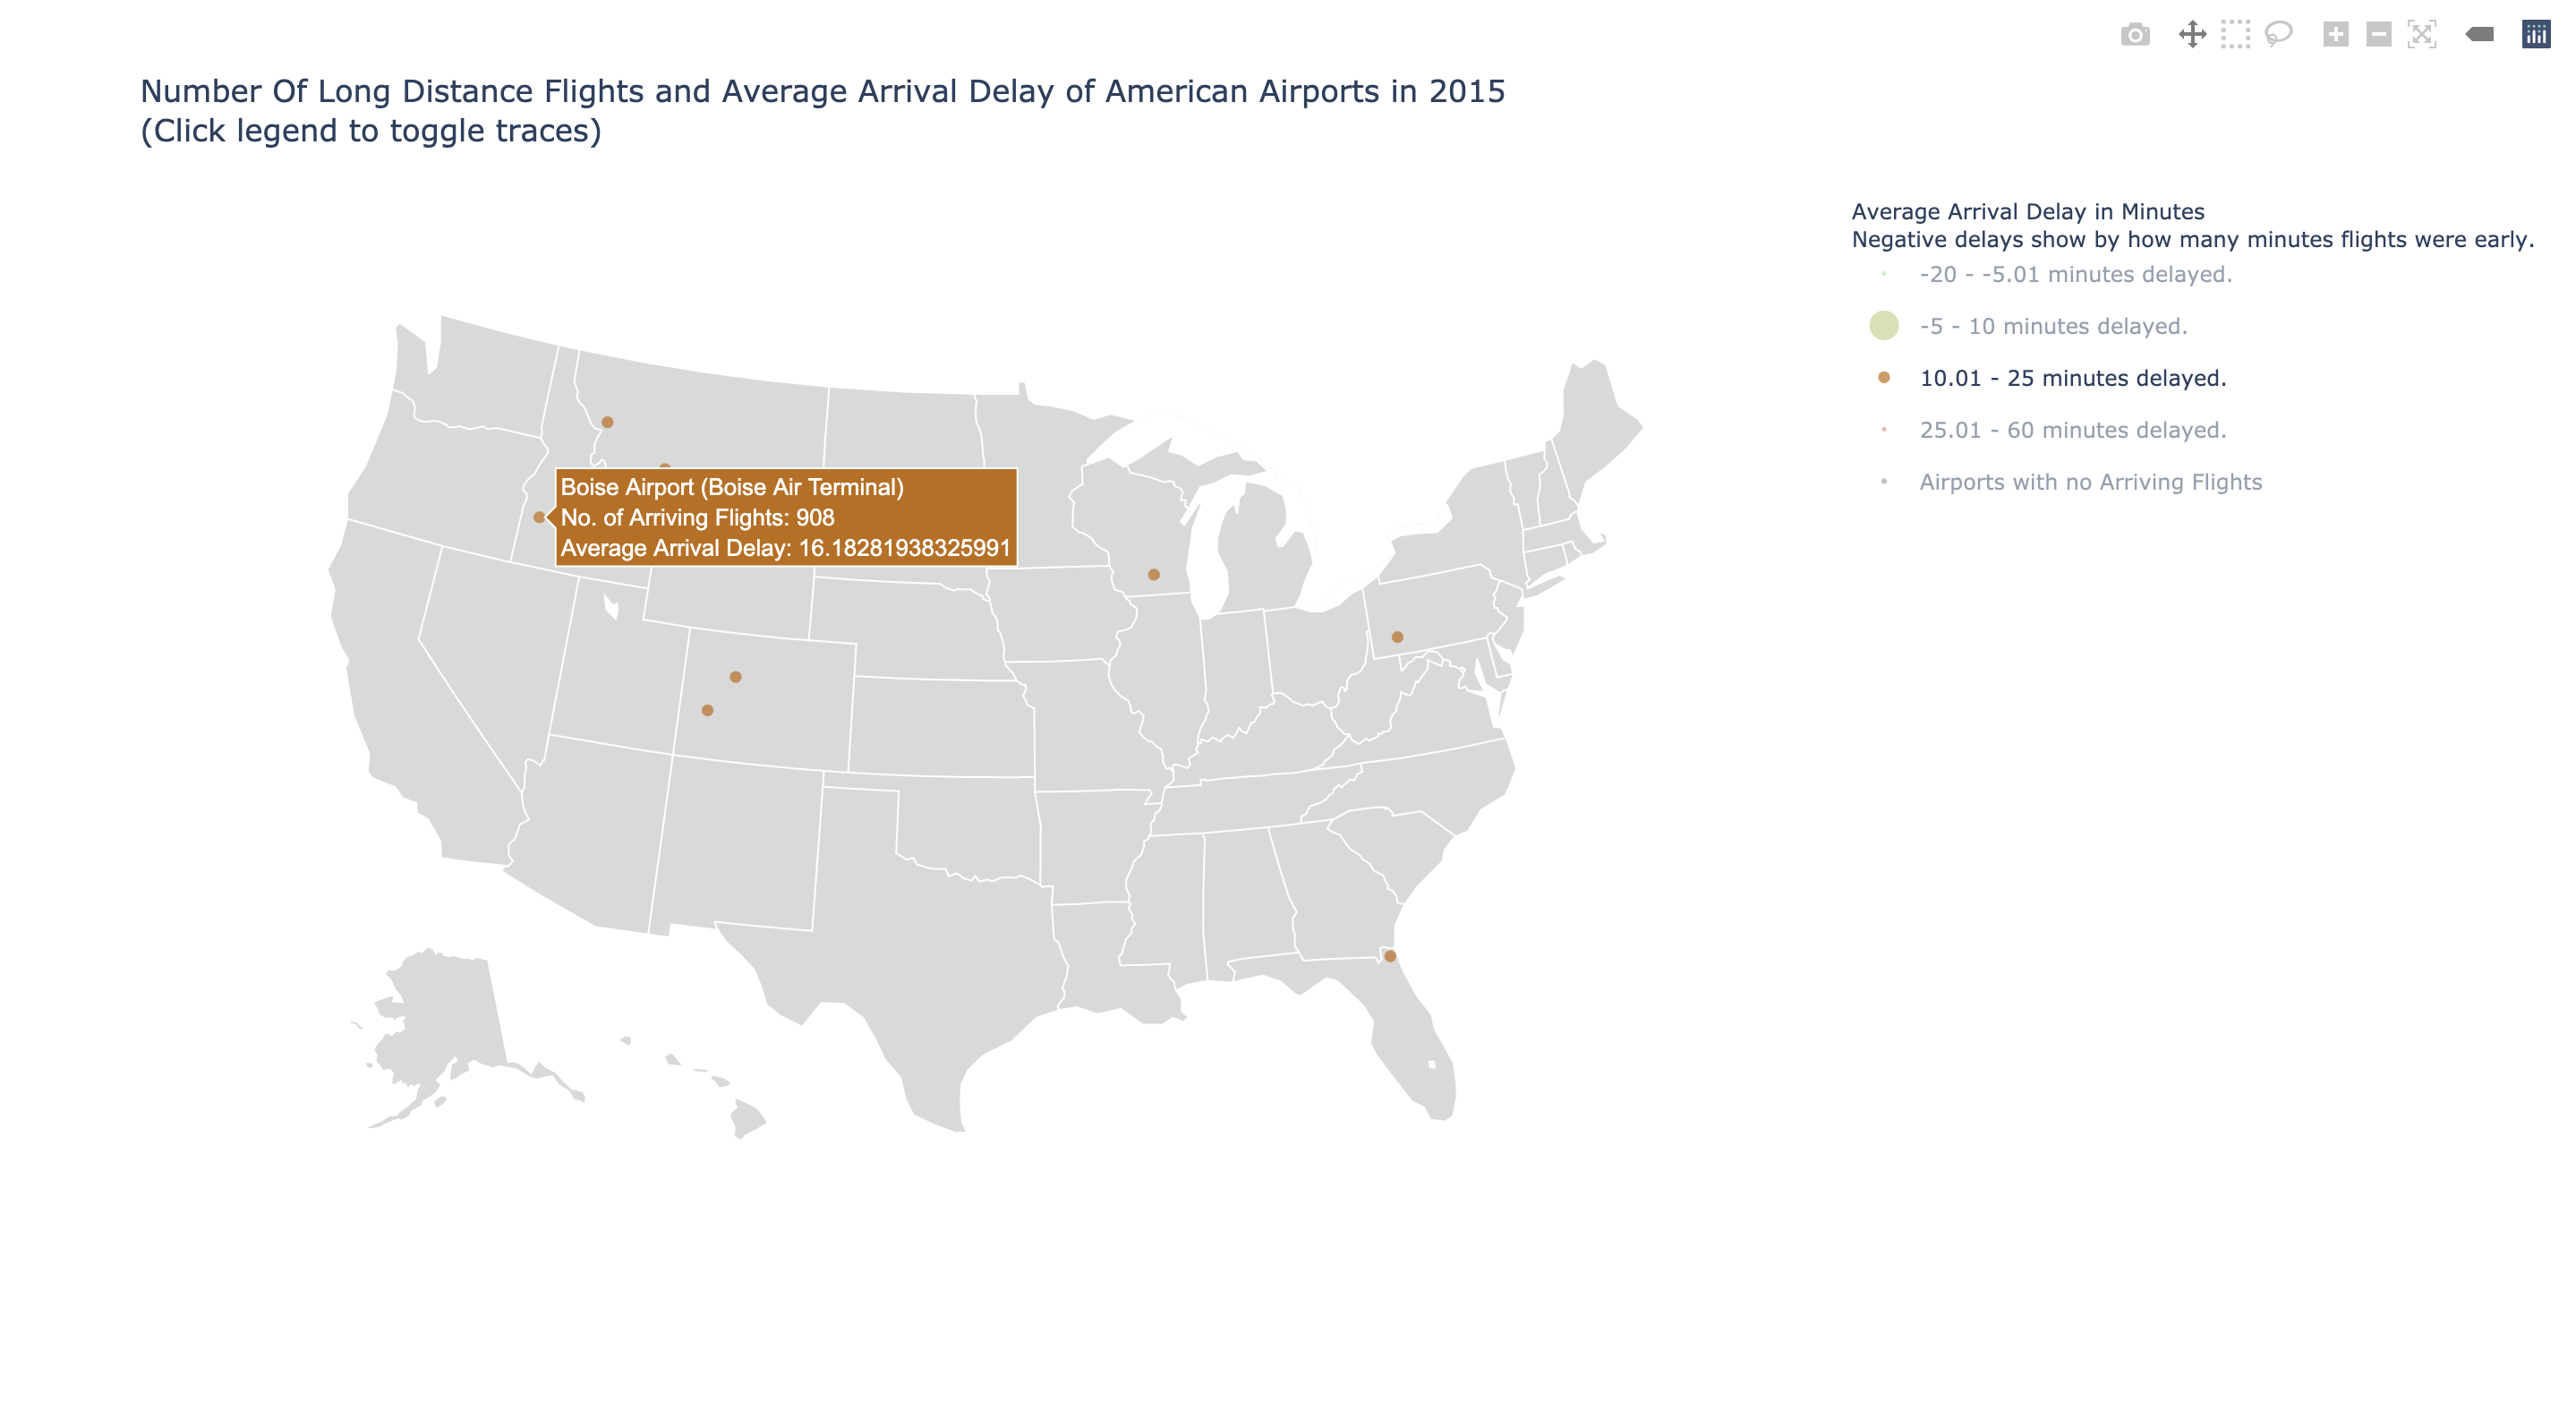 Number Of Long Distance Flights and Average Arrival Delay of American Airports in 2015
(Click legend to toggle traces)
Average Arrival Delay in Minutes
Negative delays show by how many minutes flights were early.
-20 - -5.01 minutes delayed.
-5 - 10 minutes delayed.
10.01 - 25 minutes delayed.
25.01 - 60 minutes delayed.
Airports with no Arriving Flights
Boise Airport (Boise Air Terminal)
No. of Arriving Flights: 908
Average Arrival Delay: 16.18281938325991